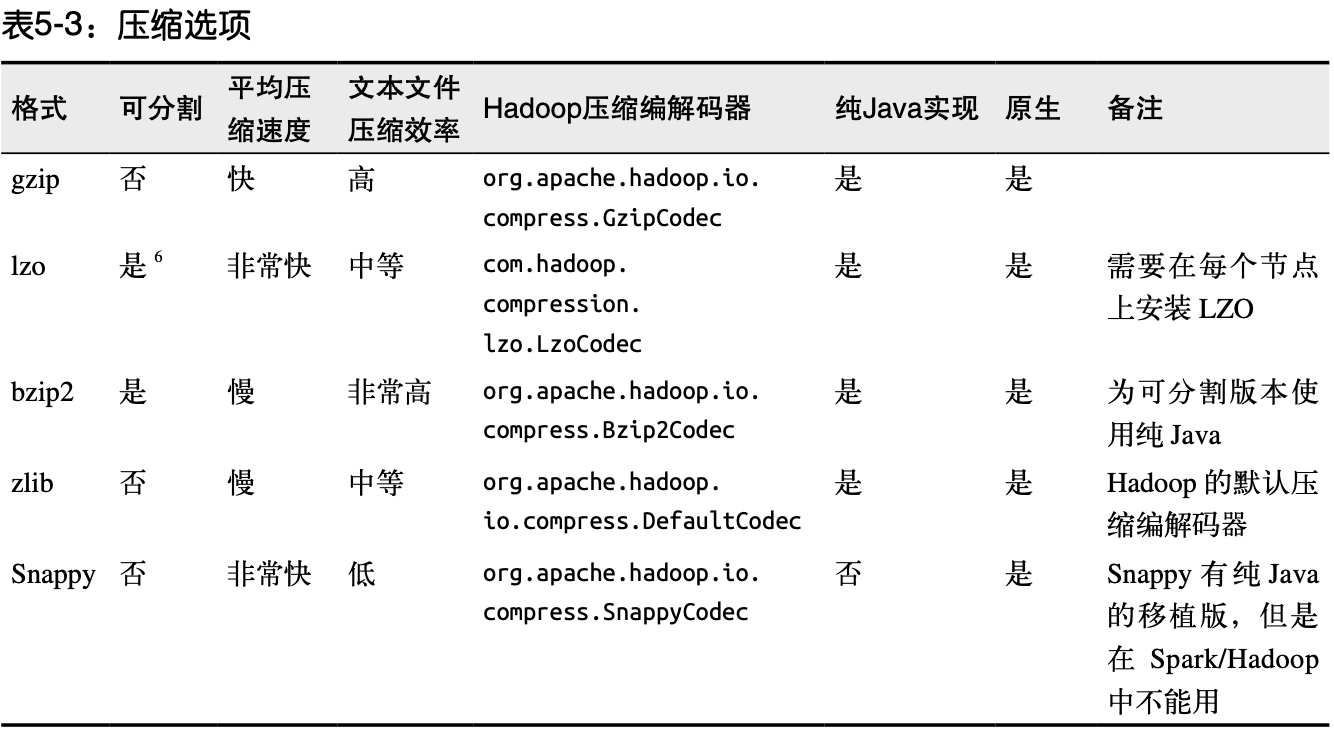 表5-3：压缩选项
格式 可分割 平均压缩速度 文本文件压缩效率 Hadoop压缩编解码器 纯Java实现 原生 备注
gzip 否 快 高 org.apache.hadoop.io. 是 是
compress.GzipCodec
lzo 是6 非常快 中等 com.hadoop. 是 是 需要在每个节点
compression. 上安装 LZO
lzo.LzoCodec
bzip2 是 慢 非常高 org.apache.hadoop.io. 是 是 为可分割版本使
compress.Bzip2Codec 用纯 Java
zlib 否 慢 中等 org.apache.hadoop. 是 是 Hadoop 的默认压
io.compress.DefaultCodec 缩编解码器
Snappy 否 非常快 低 org.apache.hadoop.io. 否 是 Snappy 有纯 Java
compress.SnappyCodec 的移植版，但是
在 Spark/Hadoop
中不能用